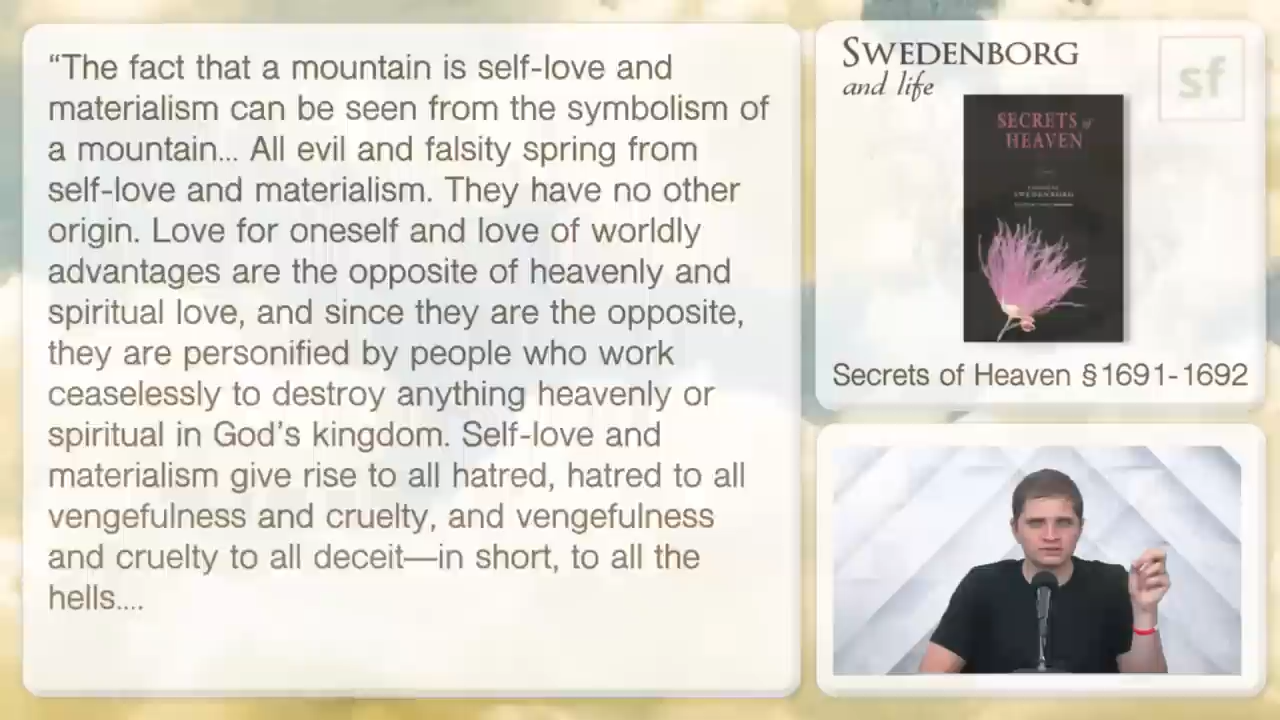 “The fact that a mountain is self-love and
materialism can be seen from the symbolism of
a mountain... All evil and falsity spring from
self-love and materialism. They have no other
origin. Love for oneself and love of worldly
advantages are the opposite of heavenly and
spiritual love, and since they are the opposite,
they are personified by people who work
ceaselessly to destroy anything heavenly or
spiritual in God’s kingdom. Self-love and
materialism give rise to all hatred, hatred to all
vengefulness and cruelty, and vengefulness
and cruelty to all deceit—in short, to all the
hells....
SWEDENBORG
and life
sf
SECRETS of
HEAVEN
SWEDENBORG
Secrets of Heaven §1691-1692